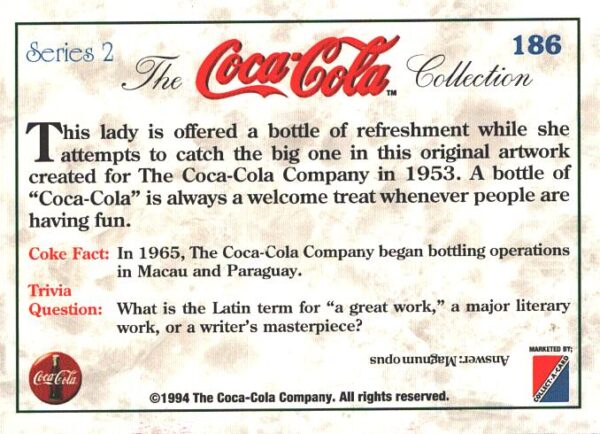 Series 2
The Coca-Cola™ Collection
186
This lady is offered a bottle of refreshment while she
attempts to catch the big one in this original artwork
created for The Coca-Cola Company in 1953. A bottle of
“Coca-Cola” is always a welcome treat whenever people are
having fun.
Coke Fact: In 1965, The Coca-Cola Company began bottling operations
in Macau and Paraguay.
Trivia
Question: What is the Latin term for “a great work,” a major literary
work, or a writer's masterpiece?
Answer: Magnum opus
MARKETED BY:
COLLECT-A-CARD
Coca-Cola
©1994 The Coca-Cola Company. All rights reserved.